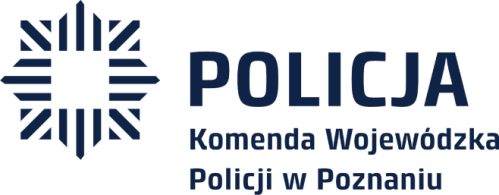 POLICJA
Komenda Wojewódzka
Policji w Poznaniu